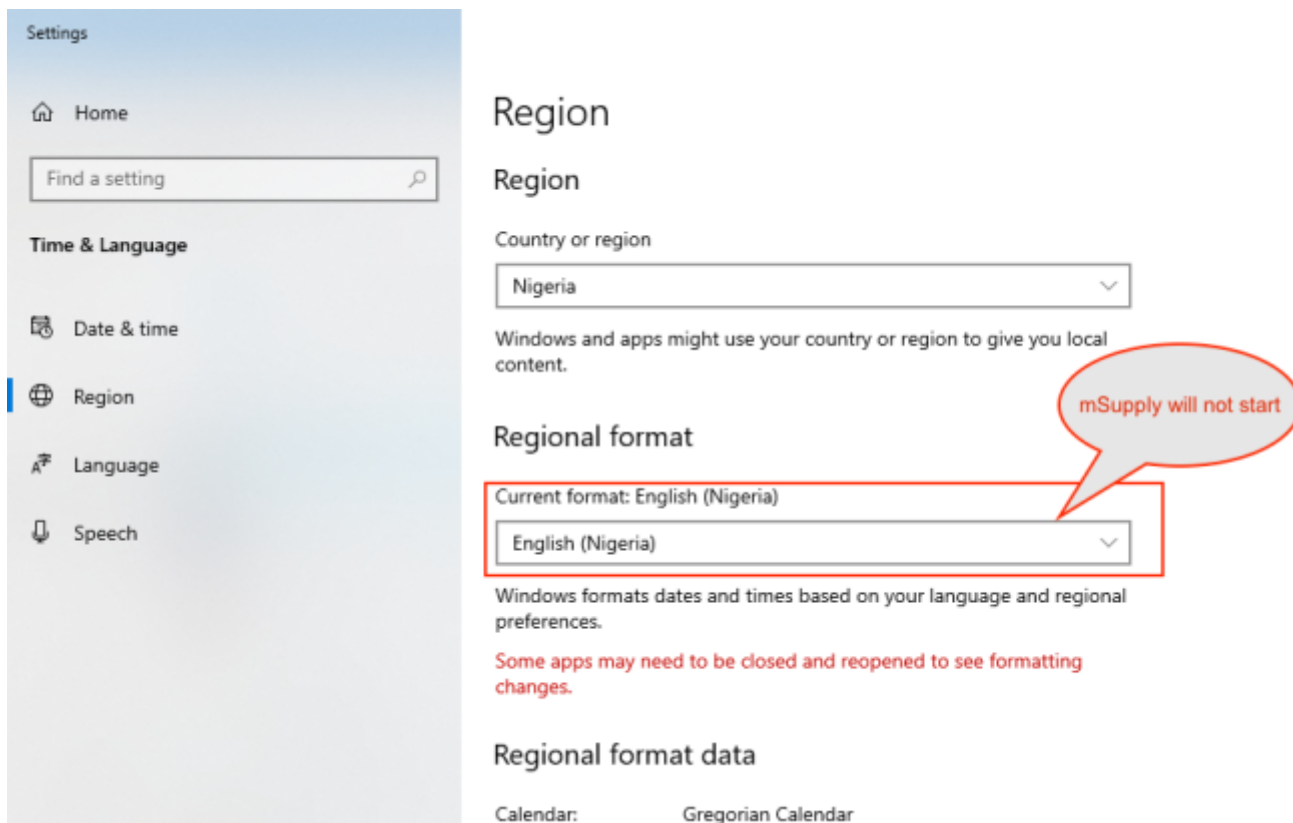 Settings
Home
Find a setting
Time & Language
Date & time
Region
Language
Speech
Region
Region
Country or region
Nigeria
Windows and apps might use your country or region to give you local
content.
mSupply will not start
Regional format
Current format: English (Nigeria)
English (Nigeria)
Windows formats dates and times based on your language and regional
preferences.
Some apps may need to be closed and reopened to see formatting
changes.
Regional format data
Calendar: Gregorian Calendar